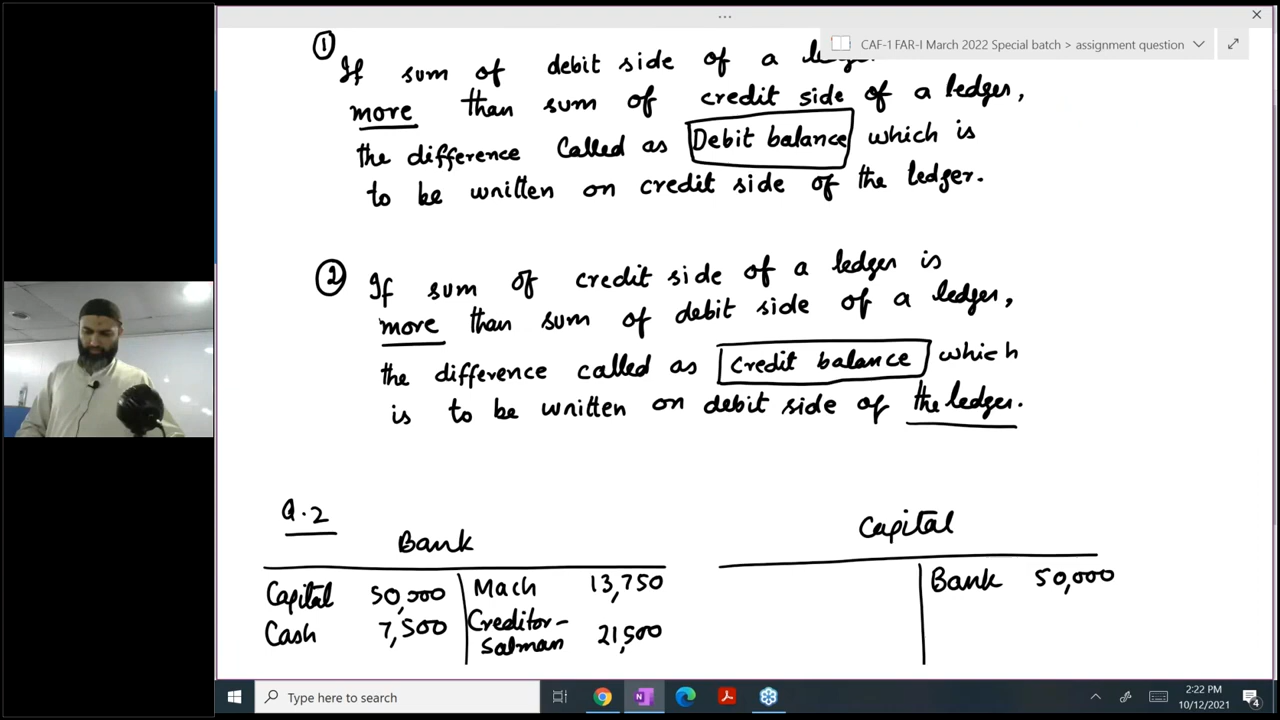 CAF-1 FAR-I March 2022 Special batch > assignment question
①
If sum of debit side of a
more than sum of credit side of a ledger,
the difference Called as Debit balance which is
to be written on credit side of the ledger.
②
If sum of credit side of a ledger is
more than sum of debit side of a ledger,
the difference called as Credit balance which
is to be written on debit side of the ledger.
Q.2
Bank
Capital 50,000 Mach 13,750
Cash 7,500 Creditor-
Salman 21,500
Capital
Bank 50,000
Type here to search
2:22 PM
10/12/2021
4